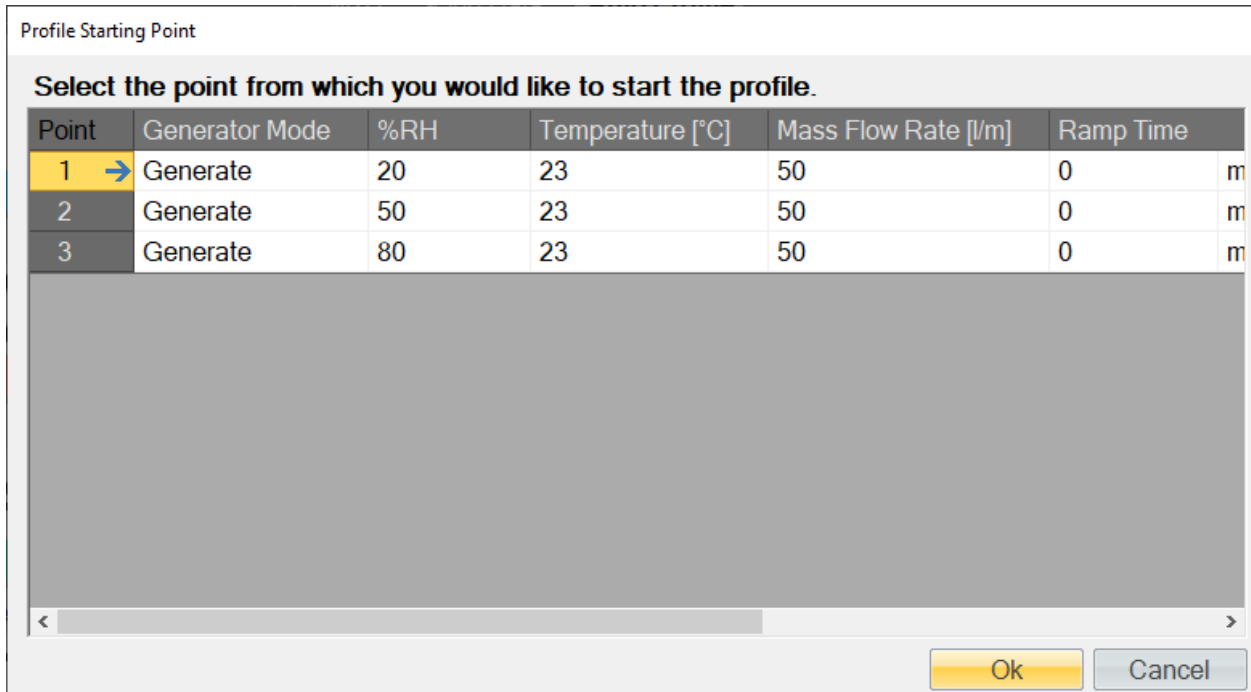 Profile Starting Point
Select the point from which you would like to start the profile.
Point Generator Mode %RH Temperature [°C] Mass Flow Rate [l/m] Ramp Time
1 Generate 20 23 50 0 m
2 Generate 50 23 50 0 m
3 Generate 80 23 50 0 m
Ok Cancel